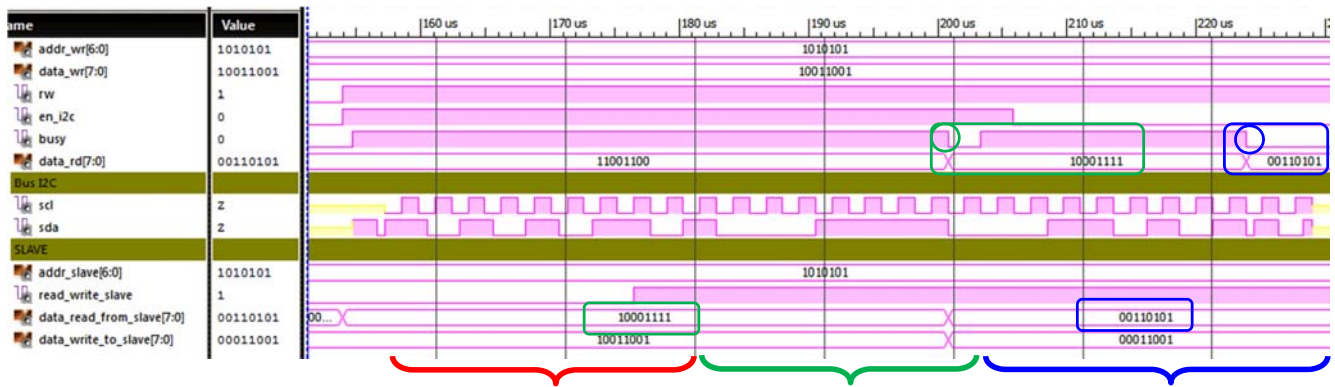 ame Value 160 us 170 us 180 us 190 us 200 us 210 us 220 us
addr_wr[6:0] 1010101 1010101
data_wr[7:0] 10011001 10011001
rw 1
en_i2c 0
busy 0
data_rd[7:0] 00110101 11001100 10001111 00110101
Bus I2C
scl Z
sda Z
SLAVE
addr_slave[6:0] 1010101 1010101
read_write_slave 1
data_read_from_slave[7:0] 00110101 00... 10001111 00110101
data_write_to_slave[7:0] 00011001 10011001 00011001